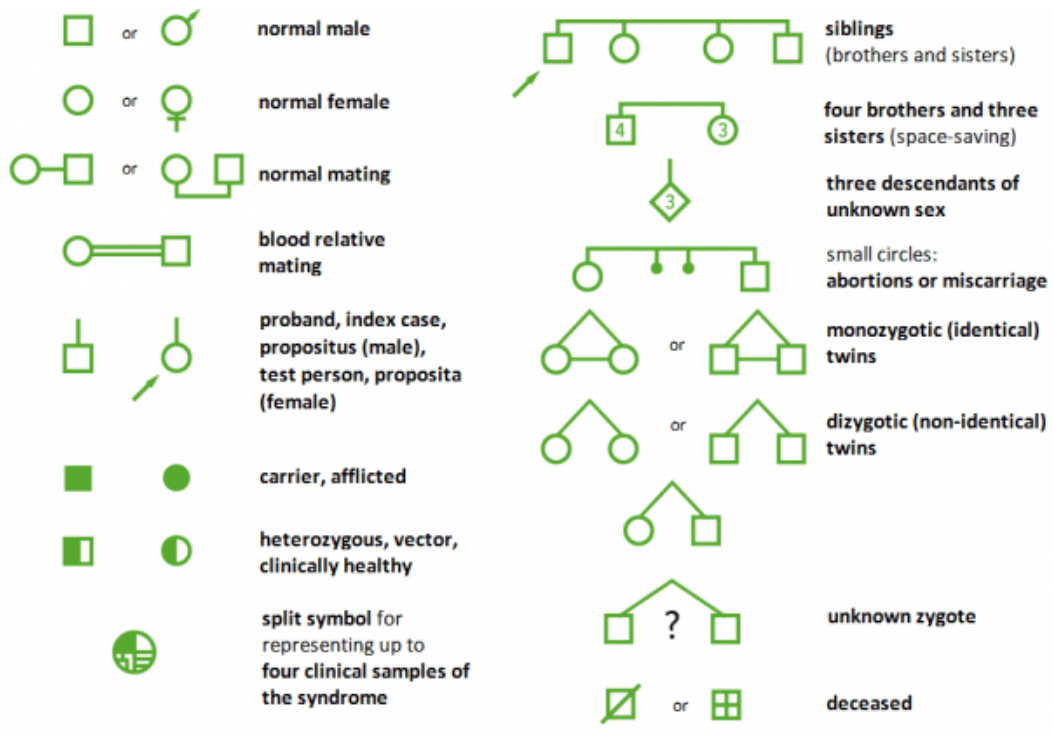 or
normal male
or
normal female
or
normal mating
blood relative
mating
proband, index case,
propositus (male),
test person, proposita
(female)
carrier, afflicted
heterozygous, vector,
clinically healthy
split symbol for
representing up to
four clinical samples of
the syndrome
siblings
(brothers and sisters)
4
3
four brothers and three
sisters (space-saving)
3
three descendants of
unknown sex
small circles:
abortions or miscarriage
or
monozygotic (identical)
twins
or
dizygotic (non-identical)
twins
?
unknown zygote
or
deceased